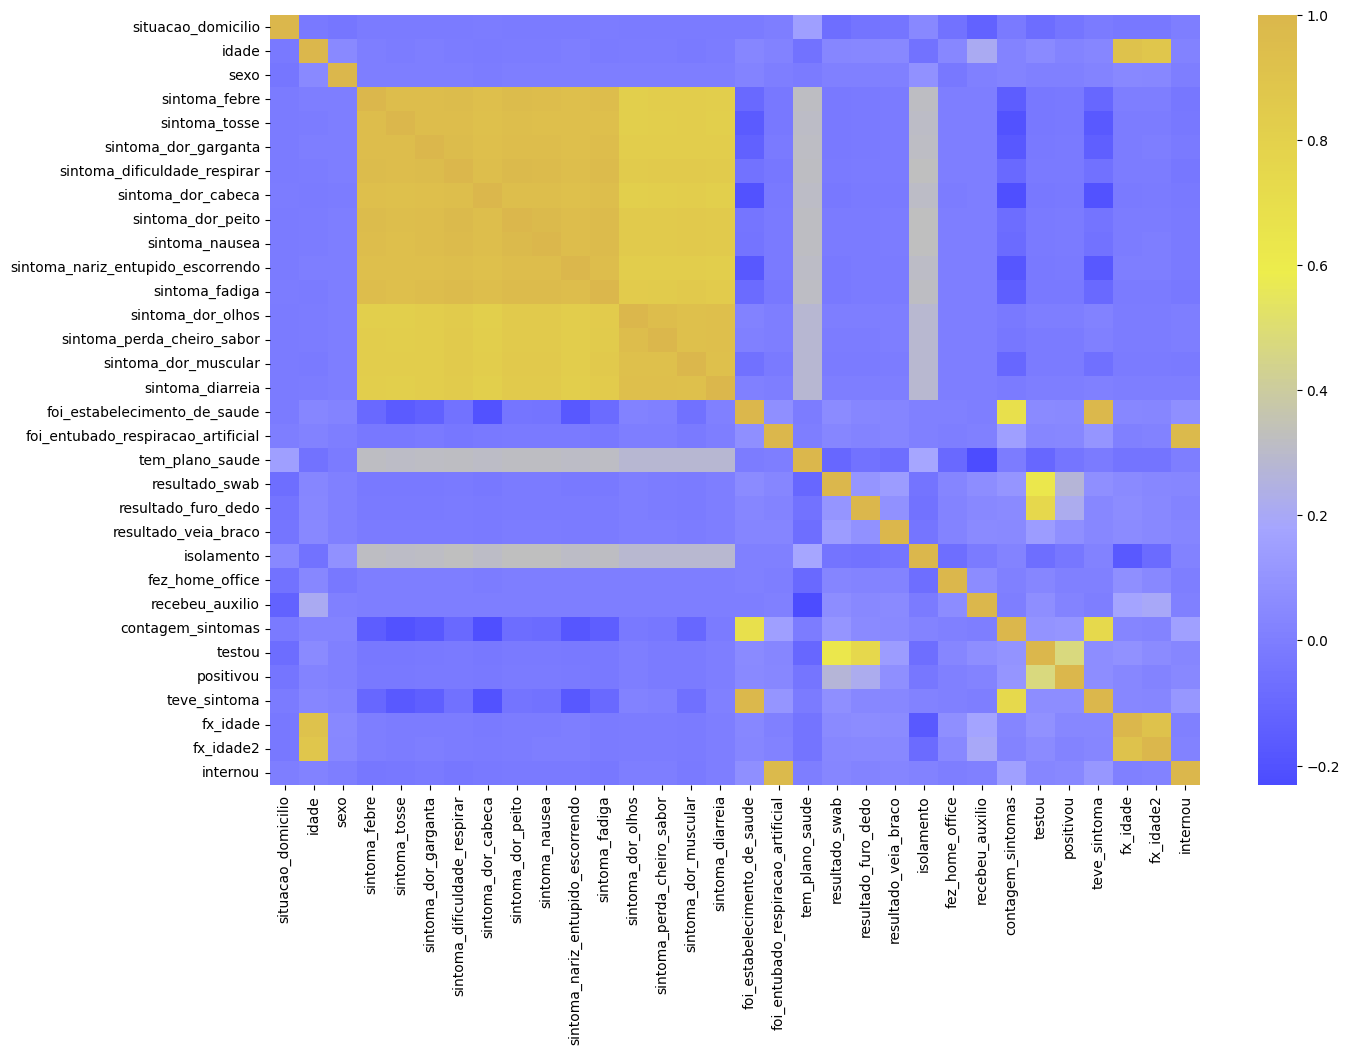 situacao_domicilio
idade
sexo
sintoma_febre
sintoma_tosse
sintoma_dor_garganta
sintoma_dificuldade_respirar
sintoma_dor_cabeca
sintoma_dor_peito
sintoma_nausea
sintoma_nariz_entupido_escorrendo
sintoma_fadiga
sintoma_dor_olhos
sintoma_perda_cheiro_sabor
sintoma_dor_muscular
sintoma_diarreia
foi_estabelecimento_de_saude
foi_entubado_respiracao_artificial
tem_plano_saude
resultado_swab
resultado_furo_dedo
resultado_veia_braco
isolamento
fez_home_office
recebeu_auxilio
contagem_sintomas
testou
positivou
teve_sintoma
fx_idade
fx_idade2
internou
situacao_domicilio
idade
sexo
sintoma_febre
sintoma_tosse
sintoma_dor_garganta
sintoma_dificuldade_respirar
sintoma_dor_cabeca
sintoma_dor_peito
sintoma_nausea
sintoma_nariz_entupido_escorrendo
sintoma_fadiga
sintoma_dor_olhos
sintoma_perda_cheiro_sabor
sintoma_dor_muscular
sintoma_diarreia
foi_estabelecimento_de_saude
foi_entubado_respiracao_artificial
tem_plano_saude
resultado_swab
resultado_furo_dedo
resultado_veia_braco
isolamento
fez_home_office
recebeu_auxilio
contagem_sintomas
testou
positivou
teve_sintoma
fx_idade
fx_idade2
internou
1.0
0.8
0.6
0.4
0.2
0.0
−0.2